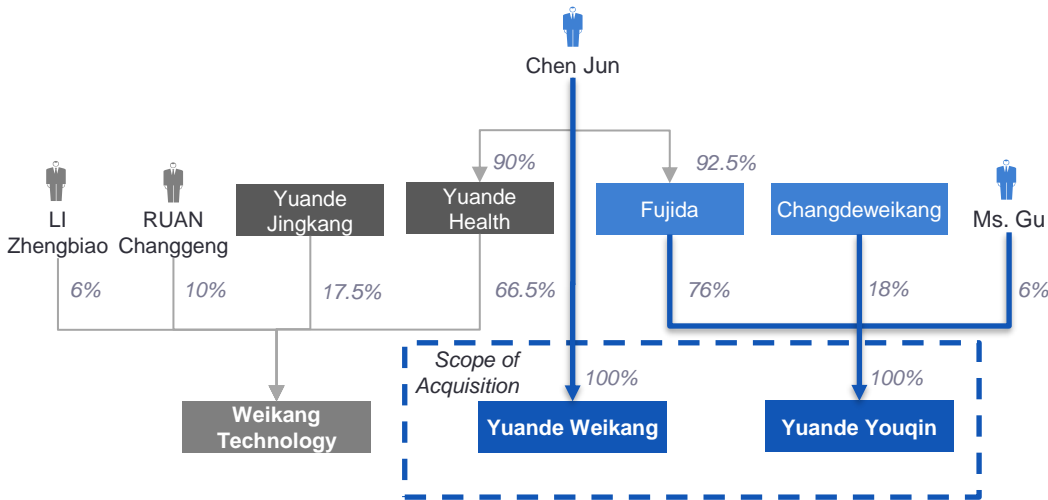 Chen Jun
90%
92.5%
LI
Zhengbiao
RUAN
Changgeng
Yuande
Jingkang
Yuande
Health
Fujida
Changdeweikang
Ms. Gu
6%
10%
17.5%
66.5%
76%
18%
6%
Scope of
Acquisition
100%
100%
Weikang
Technology
Yuande Weikang
Yuande Youqin